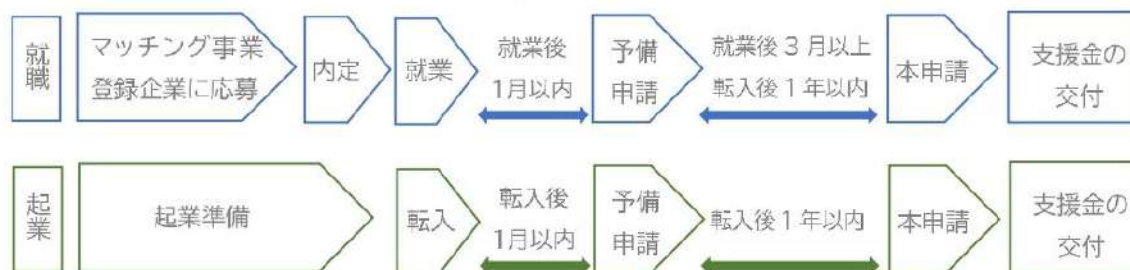 就職
マッチング事業
登録企業に応募
内定
就業
就業後
1月以内
予備
申請
就業後3月以上
転入後1年以内
本申請
支援金の
交付
起業
起業準備
転入
転入後
1月以内
予備
申請
転入後1年以内
本申請
支援金の
交付